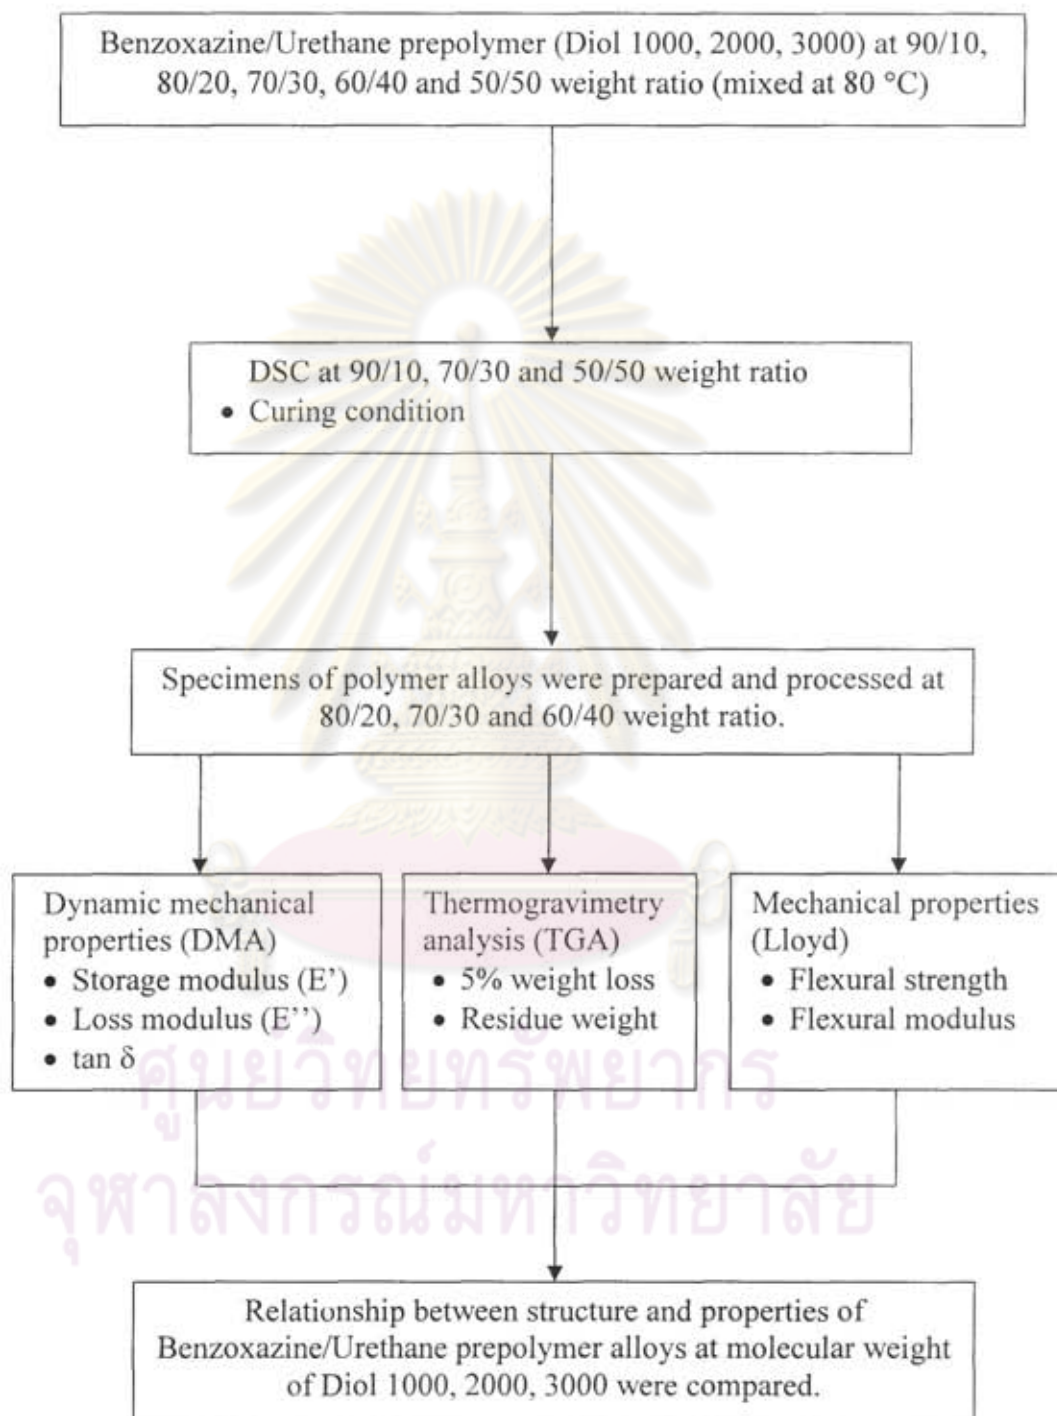 Benzoxazine/Urethane prepolymer (Diol 1000, 2000, 3000) at 90/10,
80/20, 70/30, 60/40 and 50/50 weight ratio (mixed at 80 °C)
DSC at 90/10, 70/30 and 50/50 weight ratio
• Curing condition
Specimens of polymer alloys were prepared and processed at
80/20, 70/30 and 60/40 weight ratio.
Dynamic mechanical
properties (DMA)
• Storage modulus (E')
• Loss modulus (E'')
• tan δ
Thermogravimetry
analysis (TGA)
• 5% weight loss
• Residue weight
Mechanical properties
(Lloyd)
• Flexural strength
• Flexural modulus
ศูนย์วิทยทรัพยากร
จุฬาลงกรณ์มหาวิทยาลัย
Relationship between structure and properties of
Benzoxazine/Urethane prepolymer alloys at molecular weight
of Diol 1000, 2000, 3000 were compared.